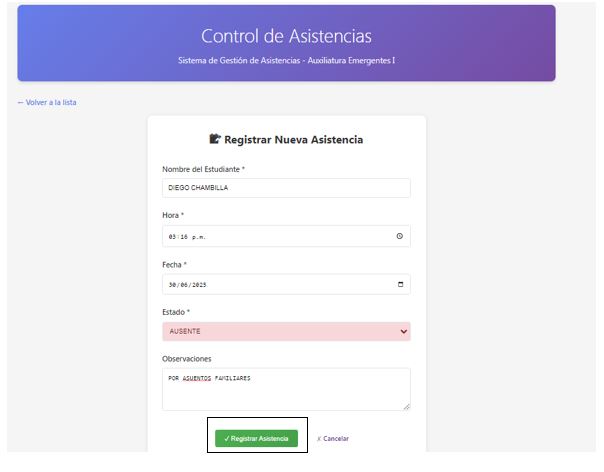 Control de Asistencias
Sistema de Gestión de Asistencias - Auxiliatura Emergentes I
← Volver a la lista
Registrar Nueva Asistencia
Nombre del Estudiante *
DIEGO CHAMBILLA
Hora *
03:16 p.m.
Fecha *
30/06/2025
Estado *
AUSENTE
Observaciones
POR ASUENTOS FAMILIARES
✓ Registrar Asistencia ✗ Cancelar